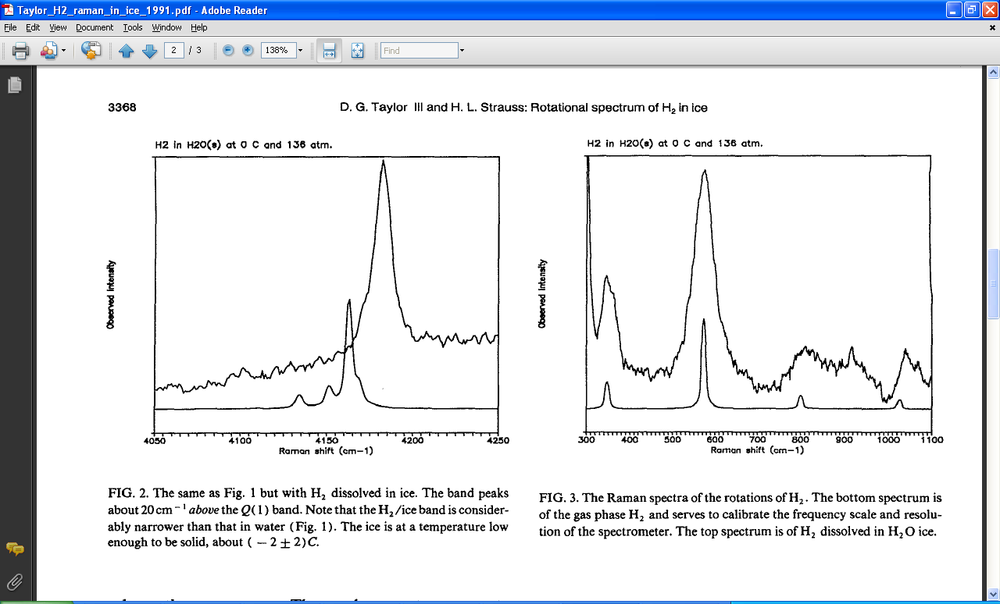 Taylor_H2_raman_in_ice_1991.pdf - Adobe Reader
File Edit View Document Tools Window Help
2 / 3 138% Find
3368 D. G. Taylor III and H. L. Strauss: Rotational spectrum of H₂ in ice
H2 in H2O(s) at 0 C and 136 atm.
Observed Intensity
4050 4100 4150 4200 4250
Raman shift (cm-1)
H2 in H2O(s) at 0 C and 136 atm.
Observed Intensity
300 400 500 600 700 800 900 1000 1100
Raman shift (cm-1)
FIG. 2. The same as Fig. 1 but with H₂ dissolved in ice. The band peaks
about 20 cm⁻¹ above the Q(1) band. Note that the H₂/ice band is consider-
ably narrower than that in water (Fig. 1). The ice is at a temperature low
enough to be solid, about ( − 2 ± 2)C.
FIG. 3. The Raman spectra of the rotations of H₂. The bottom spectrum is
of the gas phase H₂ and serves to calibrate the frequency scale and resolu-
tion of the spectrometer. The top spectrum is of H₂ dissolved in H₂O ice.